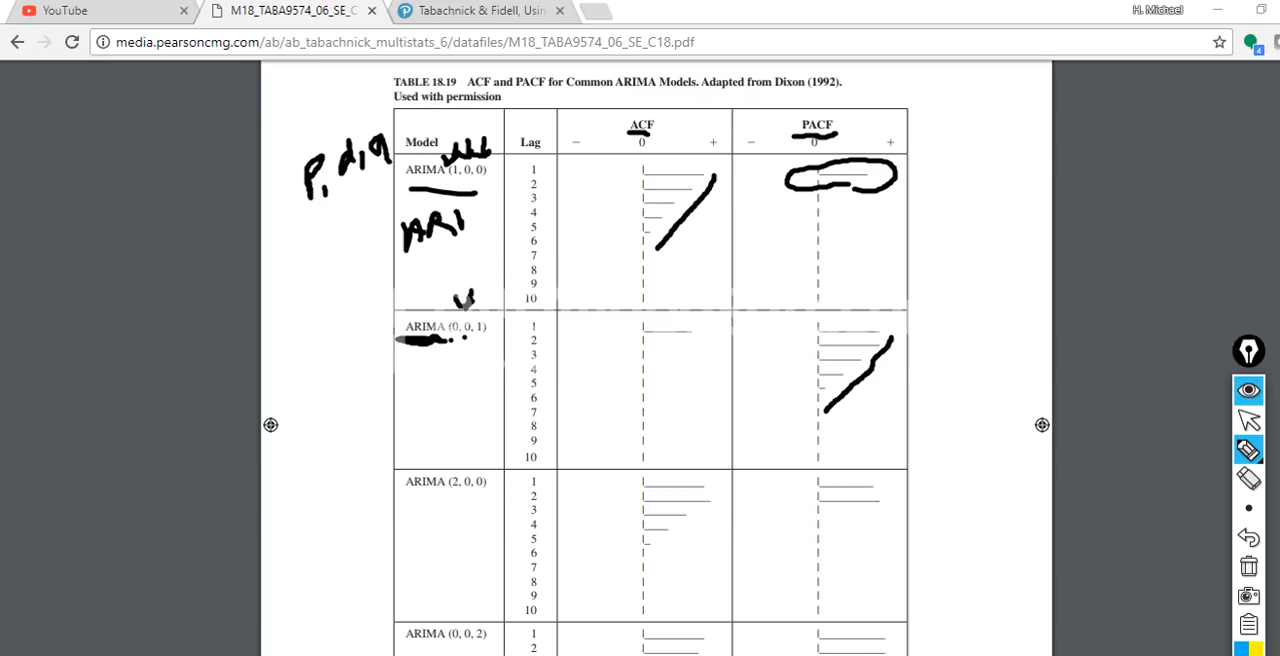 YouTube
M18_TABA9574_06_SE_C
Tabachnick & Fidell, Usin
H. Michael
media.pearsoncmg.com/ab/ab_tabachnick_multistats_6/datafiles/M18_TABA9574_06_SE_C18.pdf
4
TABLE 18.19 ACF and PACF for Common ARIMA Models. Adapted from Dixon (1992).
Used with permission
ACF PACF
Model Lag − 0 + − 0 +
P, d, q
ARIMA (1, 0, 0) 1
2
3
4
AR1 5
6
7
8
9
10
ARIMA (0, 0, 1) 1
2
3
4
5
6
7
8
9
10
ARIMA (2, 0, 0) 1
2
3
4
5
6
7
8
9
10
ARIMA (0, 0, 2) 1
2